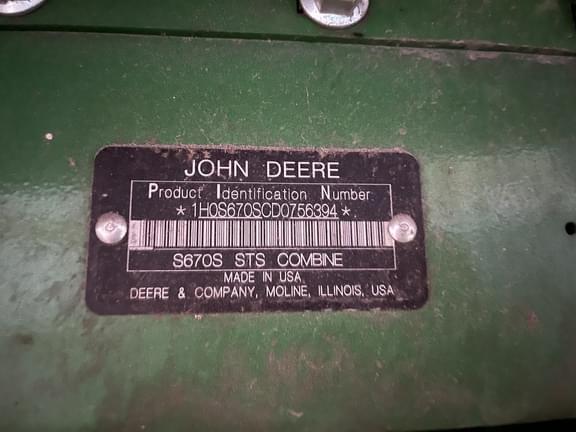 JOHN DEERE
Product Identification Number
*1H0S670SCD0756394*
S670S STS COMBINE
MADE IN USA
DEERE & COMPANY, MOLINE, ILLINOIS, USA